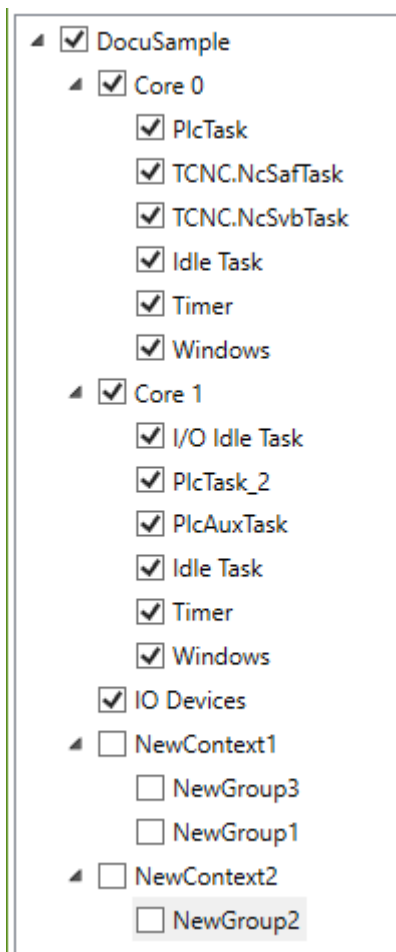 DocuSample
Core 0
PlcTask
TCNC.NcSafTask
TCNC.NcSvbTask
Idle Task
Timer
Windows
Core 1
I/O Idle Task
PlcTask_2
PlcAuxTask
Idle Task
Timer
Windows
IO Devices
NewContext1
NewGroup3
NewGroup1
NewContext2
NewGroup2